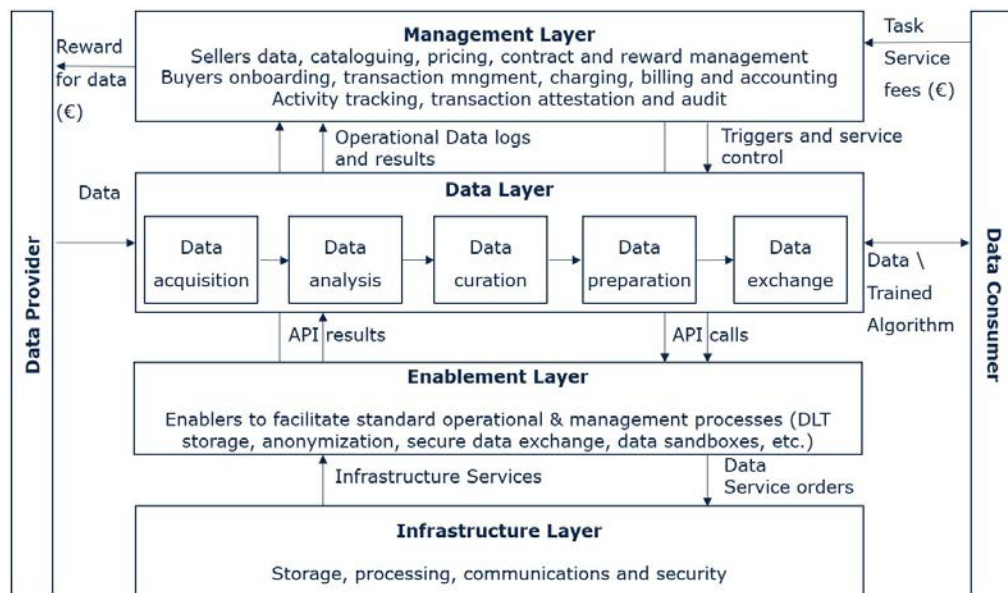 Management Layer
Sellers data, cataloguing, pricing, contract and reward management
Buyers onboarding, transaction mngment, charging, billing and accounting
Activity tracking, transaction attestation and audit
Reward
for data
(€)
Task
Service
fees (€)
Operational Data logs
and results
Triggers and service
control
Data Provider
Data
Data Layer
Data
acquisition
Data
analysis
Data
curation
Data
preparation
Data
exchange
Data \
Trained
Algorithm
Data Consumer
API results
API calls
Enablement Layer
Enablers to facilitate standard operational & management processes (DLT
storage, anonymization, secure data exchange, data sandboxes, etc.)
Infrastructure Services
Data
Service orders
Infrastructure Layer
Storage, processing, communications and security